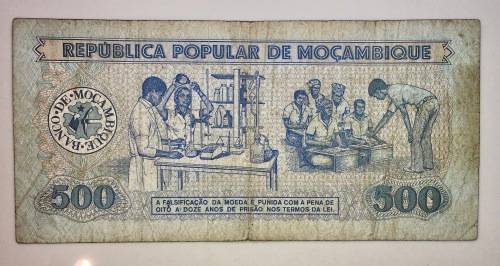 REPÚBLICA POPULAR DE MOÇAMBIQUE
BANCO·DE·MOÇAMBIQUE
500
A FALSIFICAÇÃO DA MOEDA É PUNIDA COM A PENA DE
OITO A DOZE ANOS DE PRISÃO NOS TERMOS DA LEI.
500